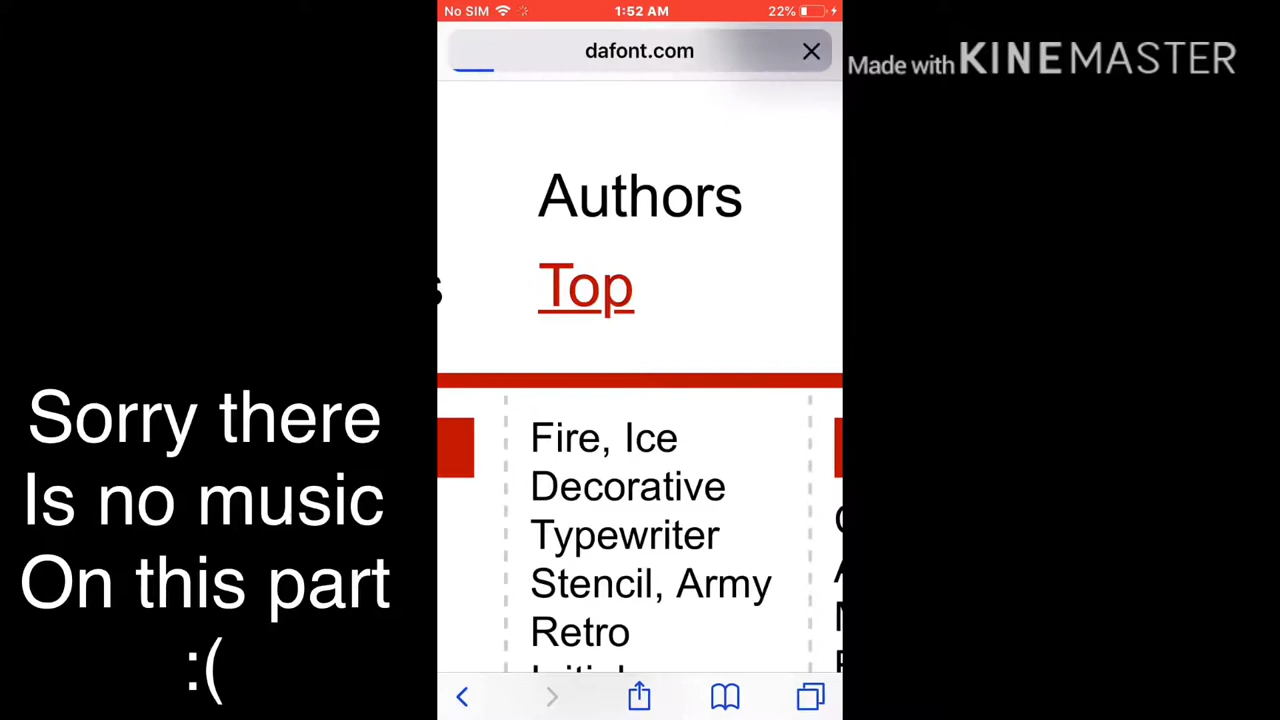 No SIM
1:52 AM
22%
dafont.com
Made with KINEMASTER
Authors
Top
Fire, Ice
Decorative
Typewriter
Stencil, Army
Retro
Sorry there
Is no music
On this part
:(